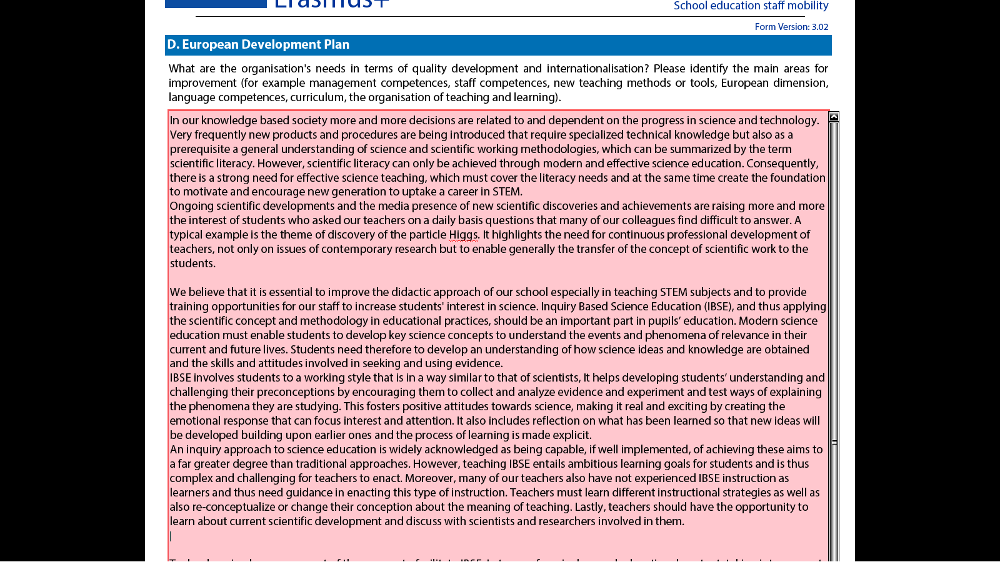 Erasmus+
School education staff mobility
Form Version: 3.02
D. European Development Plan
What are the organisation's needs in terms of quality development and internationalisation? Please identify the main areas for
improvement (for example management competences, staff competences, new teaching methods or tools, European dimension,
language competences, curriculum, the organisation of teaching and learning).
In our knowledge based society more and more decisions are related to and dependent on the progress in science and technology.
Very frequently new products and procedures are being introduced that require specialized technical knowledge but also as a
prerequisite a general understanding of science and scientific working methodologies, which can be summarized by the term
scientific literacy. However, scientific literacy can only be achieved through modern and effective science education. Consequently,
there is a strong need for effective science teaching, which must cover the literacy needs and at the same time create the foundation
to motivate and encourage new generation to uptake a career in STEM.
Ongoing scientific developments and the media presence of new scientific discoveries and achievements are raising more and more
the interest of students who asked our teachers on a daily basis questions that many of our colleagues find difficult to answer. A
typical example is the theme of discovery of the particle Higgs. It highlights the need for continuous professional development of
teachers, not only on issues of contemporary research but to enable generally the transfer of the concept of scientific work to the
students.
We believe that it is essential to improve the didactic approach of our school especially in teaching STEM subjects and to provide
training opportunities for our staff to increase students' interest in science. Inquiry Based Science Education (IBSE), and thus applying
the scientific concept and methodology in educational practices, should be an important part in pupils’ education. Modern science
education must enable students to develop key science concepts to understand the events and phenomena of relevance in their
current and future lives. Students need therefore to develop an understanding of how science ideas and knowledge are obtained
and the skills and attitudes involved in seeking and using evidence.
IBSE involves students to a working style that is in a way similar to that of scientists, It helps developing students’ understanding and
challenging their preconceptions by encouraging them to collect and analyze evidence and experiment and test ways of explaining
the phenomena they are studying. This fosters positive attitudes towards science, making it real and exciting by creating the
emotional response that can focus interest and attention. It also includes reflection on what has been learned so that new ideas will
be developed building upon earlier ones and the process of learning is made explicit.
An inquiry approach to science education is widely acknowledged as being capable, if well implemented, of achieving these aims to
a far greater degree than traditional approaches. However, teaching IBSE entails ambitious learning goals for students and is thus
complex and challenging for teachers to enact. Moreover, many of our teachers also have not experienced IBSE instruction as
learners and thus need guidance in enacting this type of instruction. Teachers must learn different instructional strategies as well as
also re-conceptualize or change their conception about the meaning of teaching. Lastly, teachers should have the opportunity to
learn about current scientific development and discuss with scientists and researchers involved in them.